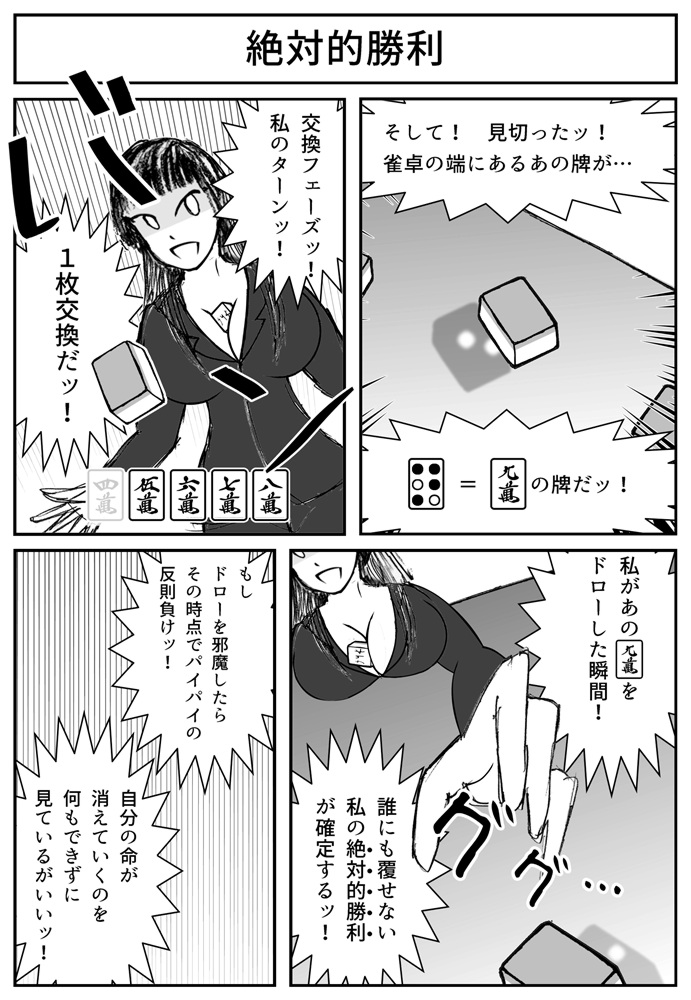 絶対的勝利
そして！　見切ったッ！
雀卓の端にあるあの牌が…
＝ 九萬 の牌だッ！
交換フェーズッ！
私のターンッ！
バシッ
１枚交換だッ！
四萬 伍萬 六萬 七萬 八萬
私があの九萬を
ドローした瞬間！
ググ…
誰にも覆せない
私の絶対的勝利
が確定するッ！
もし
ドローを邪魔したら
その時点でパイパイの
反則負けッ！
自分の命が
消えていくのを
何もできずに
見ているがいいッ！